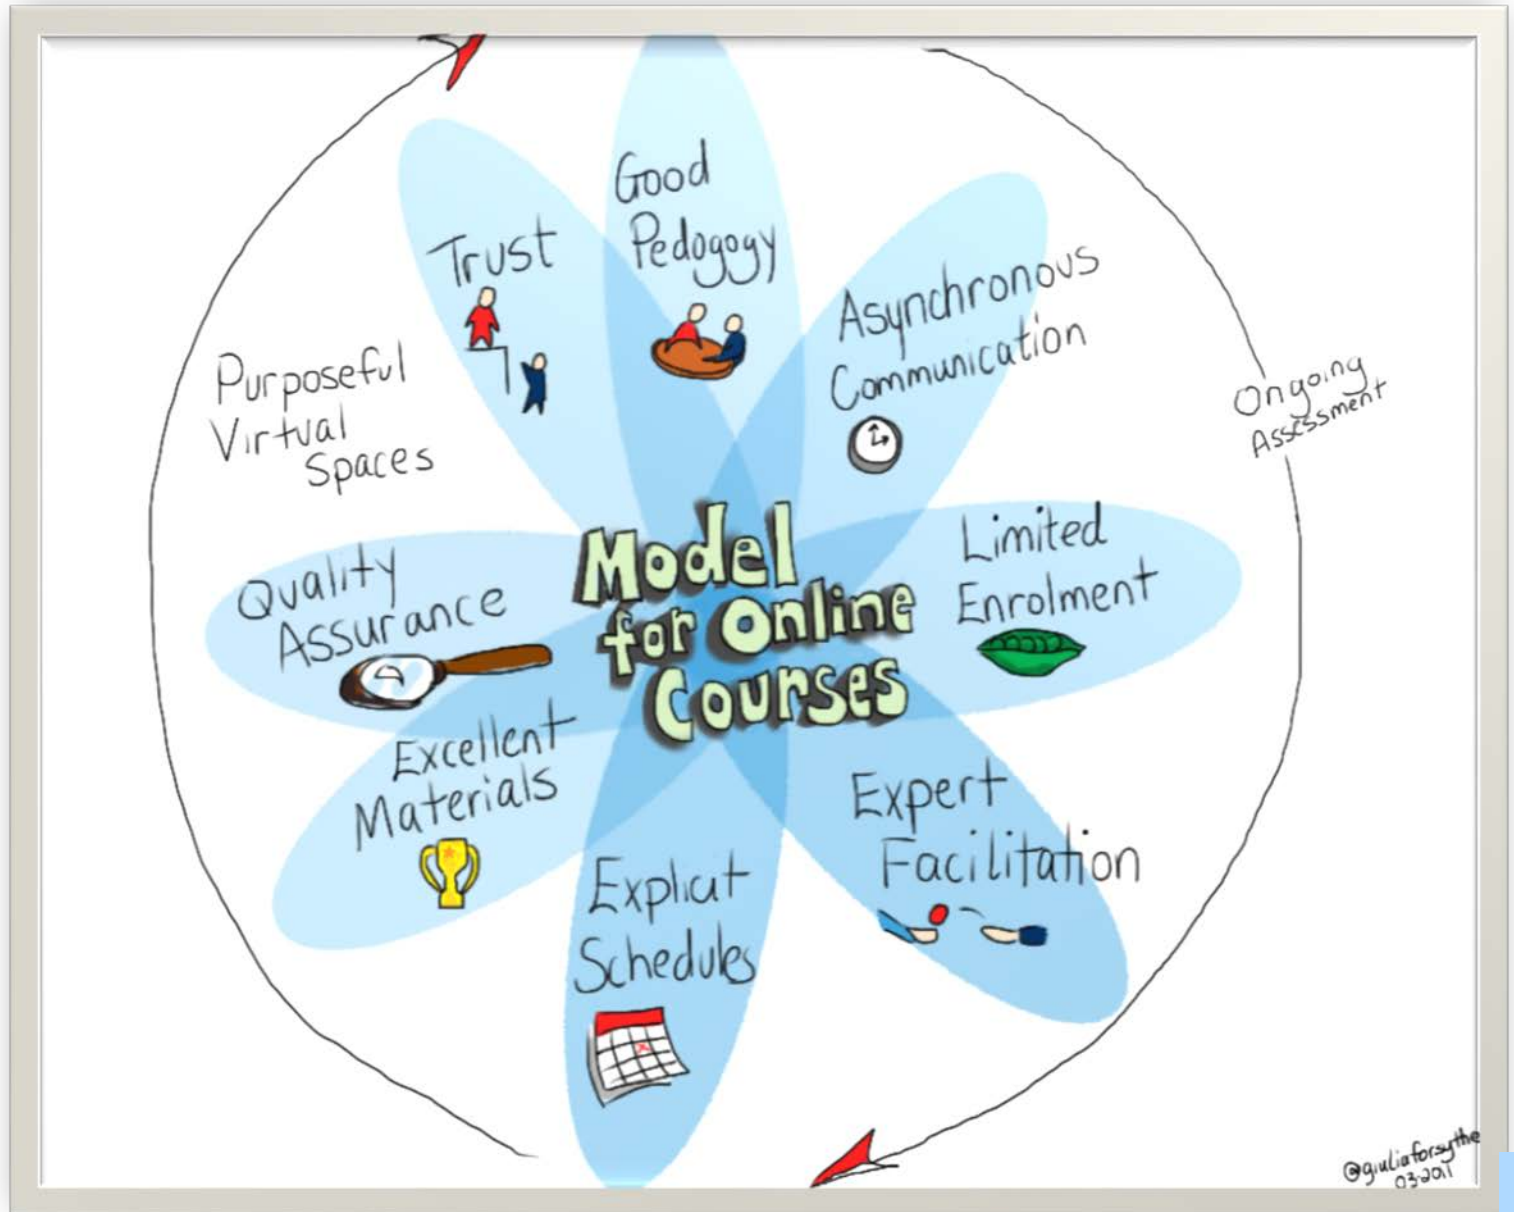 Good
Pedogogy
Trust
Asynchronous
Communication
Purposeful
Virtual
Spaces
Ongoing
Assessment
Quality
Assurance
Model
for Online
Courses
Limited
Enrolment
Excellent
Materials
Expert
Facilitation
Explicit
Schedules
@giuliaforsythe
03-2011